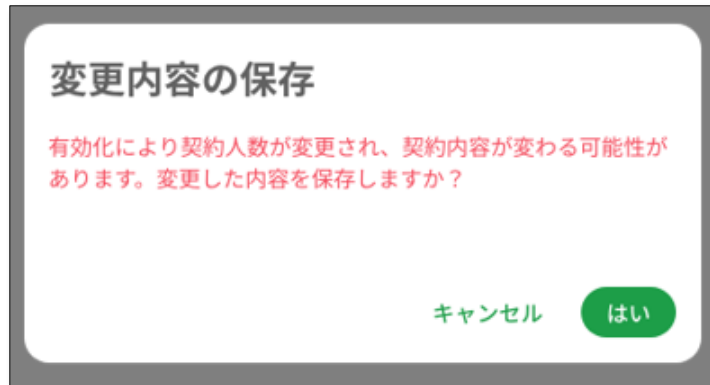 変更内容の保存
有効化により契約人数が変更され、契約内容が変わる可能性が
あります。変更した内容を保存しますか？
キャンセル
はい